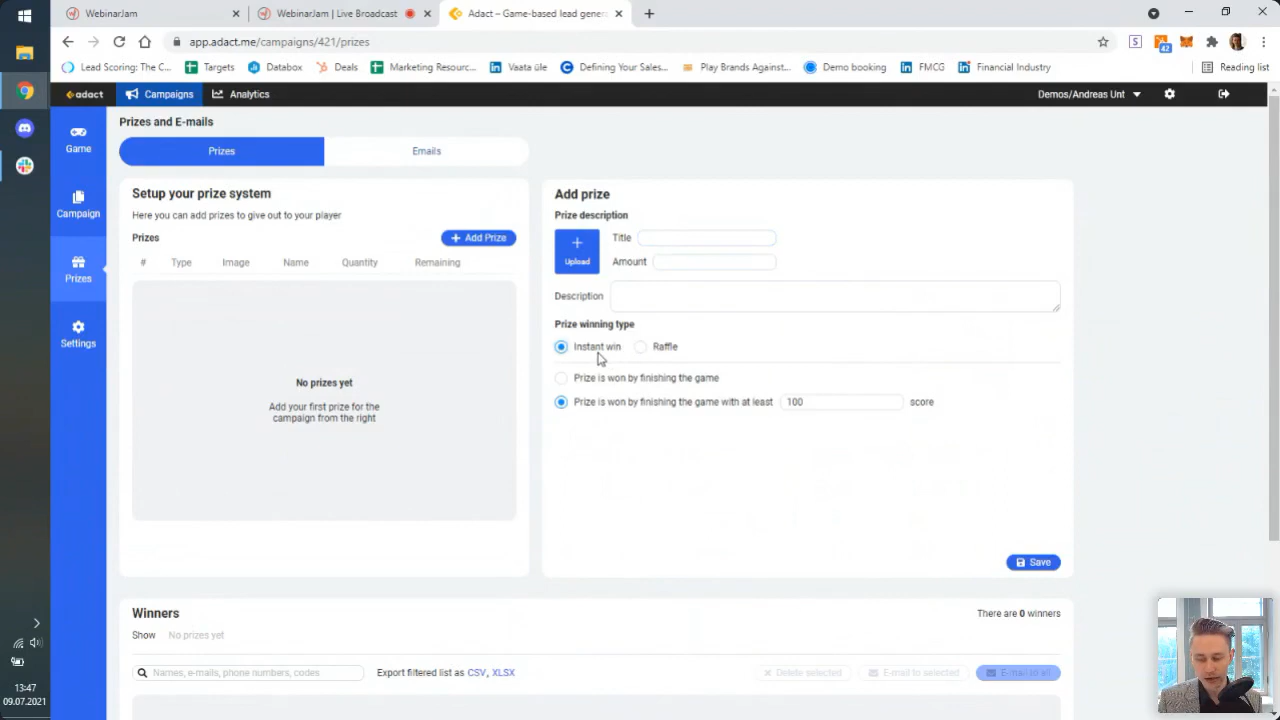 WebinarJam
WebinarJam | Live Broadcast
Adact – Game-based lead genera
app.adact.me/campaigns/421/prizes
Lead Scoring: The C...
Targets
Databox
Deals
Marketing Resourc...
Vaata üle
Defining Your Sales...
Play Brands Against...
Demo booking
FMCG
Financial Industry
Reading list
S
42
adact
Campaigns
Analytics
Demos/Andreas Unt
Game
Campaign
Prizes
Settings
Prizes and E-mails
Prizes
Emails
Setup your prize system
Here you can add prizes to give out to your player
Prizes
+ Add Prize
# Type Image Name Quantity Remaining
No prizes yet
Add your first prize for the
campaign from the right
Add prize
Prize description
+
Upload
Title
Amount
Description
Prize winning type
Instant win
Raffle
Prize is won by finishing the game
Prize is won by finishing the game with at least 100 score
Save
Winners
There are 0 winners
Show No prizes yet
Names, e-mails, phone numbers, codes
Export filtered list as CSV, XLSX
Delete selected
E-mail to selected
E-mail to all
13:47
09.07.2021